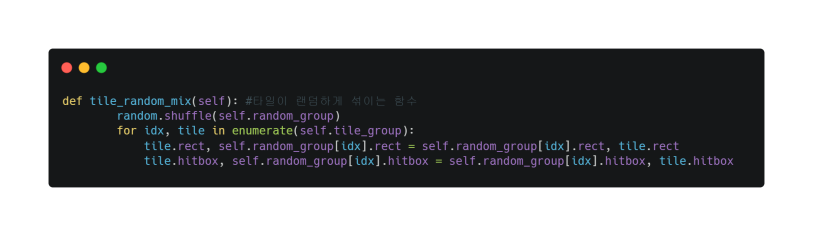 def tile_random_mix(self): #타일이 랜덤하게 섞이는 함수
random.shuffle(self.random_group)
for idx, tile in enumerate(self.tile_group):
tile.rect, self.random_group[idx].rect = self.random_group[idx].rect, tile.rect
tile.hitbox, self.random_group[idx].hitbox = self.random_group[idx].hitbox, tile.hitbox